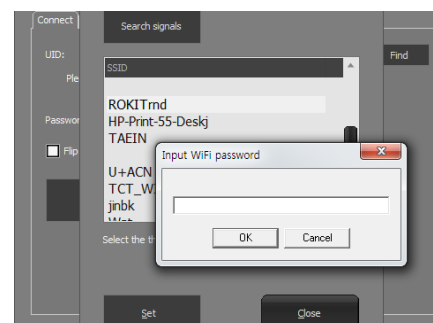 Connect
Search signals
UID:
Find
SSID
Ple
ROKITrnd
HP-Print-55-Deskj
Passwor
TAEIN
Flip
Input WiFi password
U+ACN
TCT_W
jinbk
Select the th
OK
Cancel
Set
Close